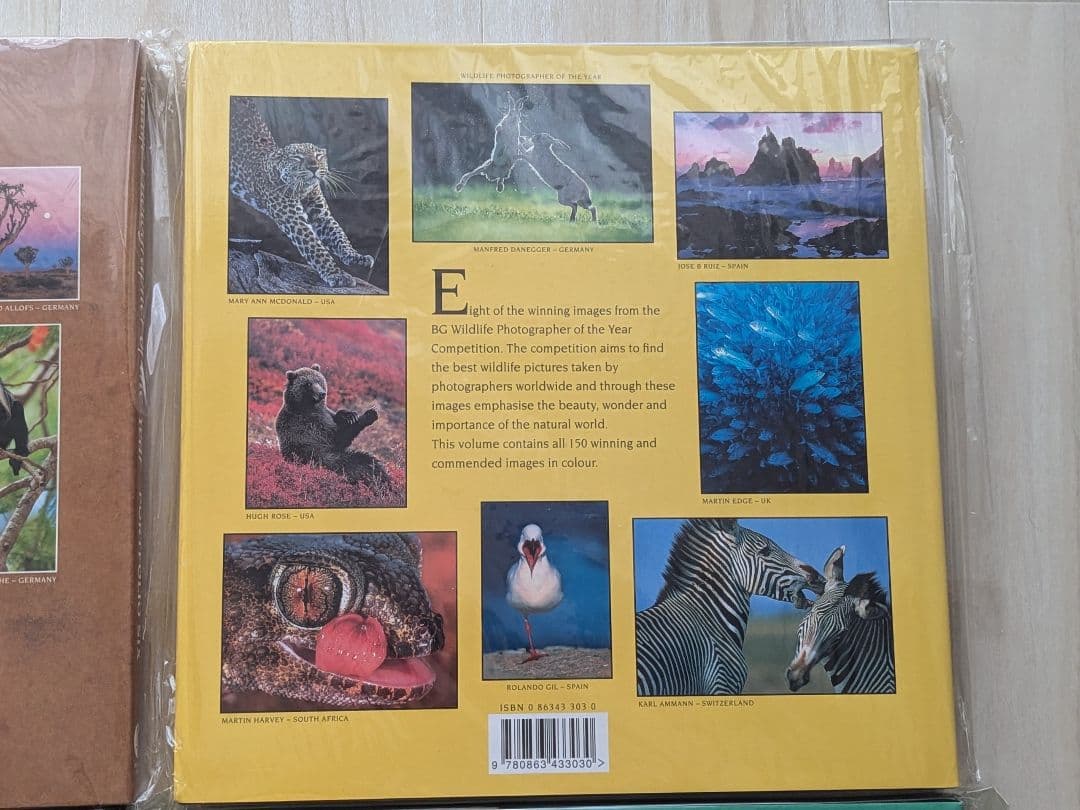 WILDLIFE PHOTOGRAPHER OF THE YEAR
MANFRED DANEGGER – GERMANY
JOSE B RUIZ – SPAIN
MARY ANN MCDONALD – USA
ALLOFS – GERMANY
Eight of the winning images from the
BG Wildlife Photographer of the Year
Competition. The competition aims to find
the best wildlife pictures taken by
photographers worldwide and through these
images emphasise the beauty, wonder and
importance of the natural world.
This volume contains all 150 winning and
commended images in colour.
MARTIN EDGE – UK
HUGH ROSE – USA
– GERMANY
ROLANDO GIL – SPAIN
KARL AMMANN – SWITZERLAND
MARTIN HARVEY – SOUTH AFRICA
ISBN 0 86343 303 0
9 780863 433030 >